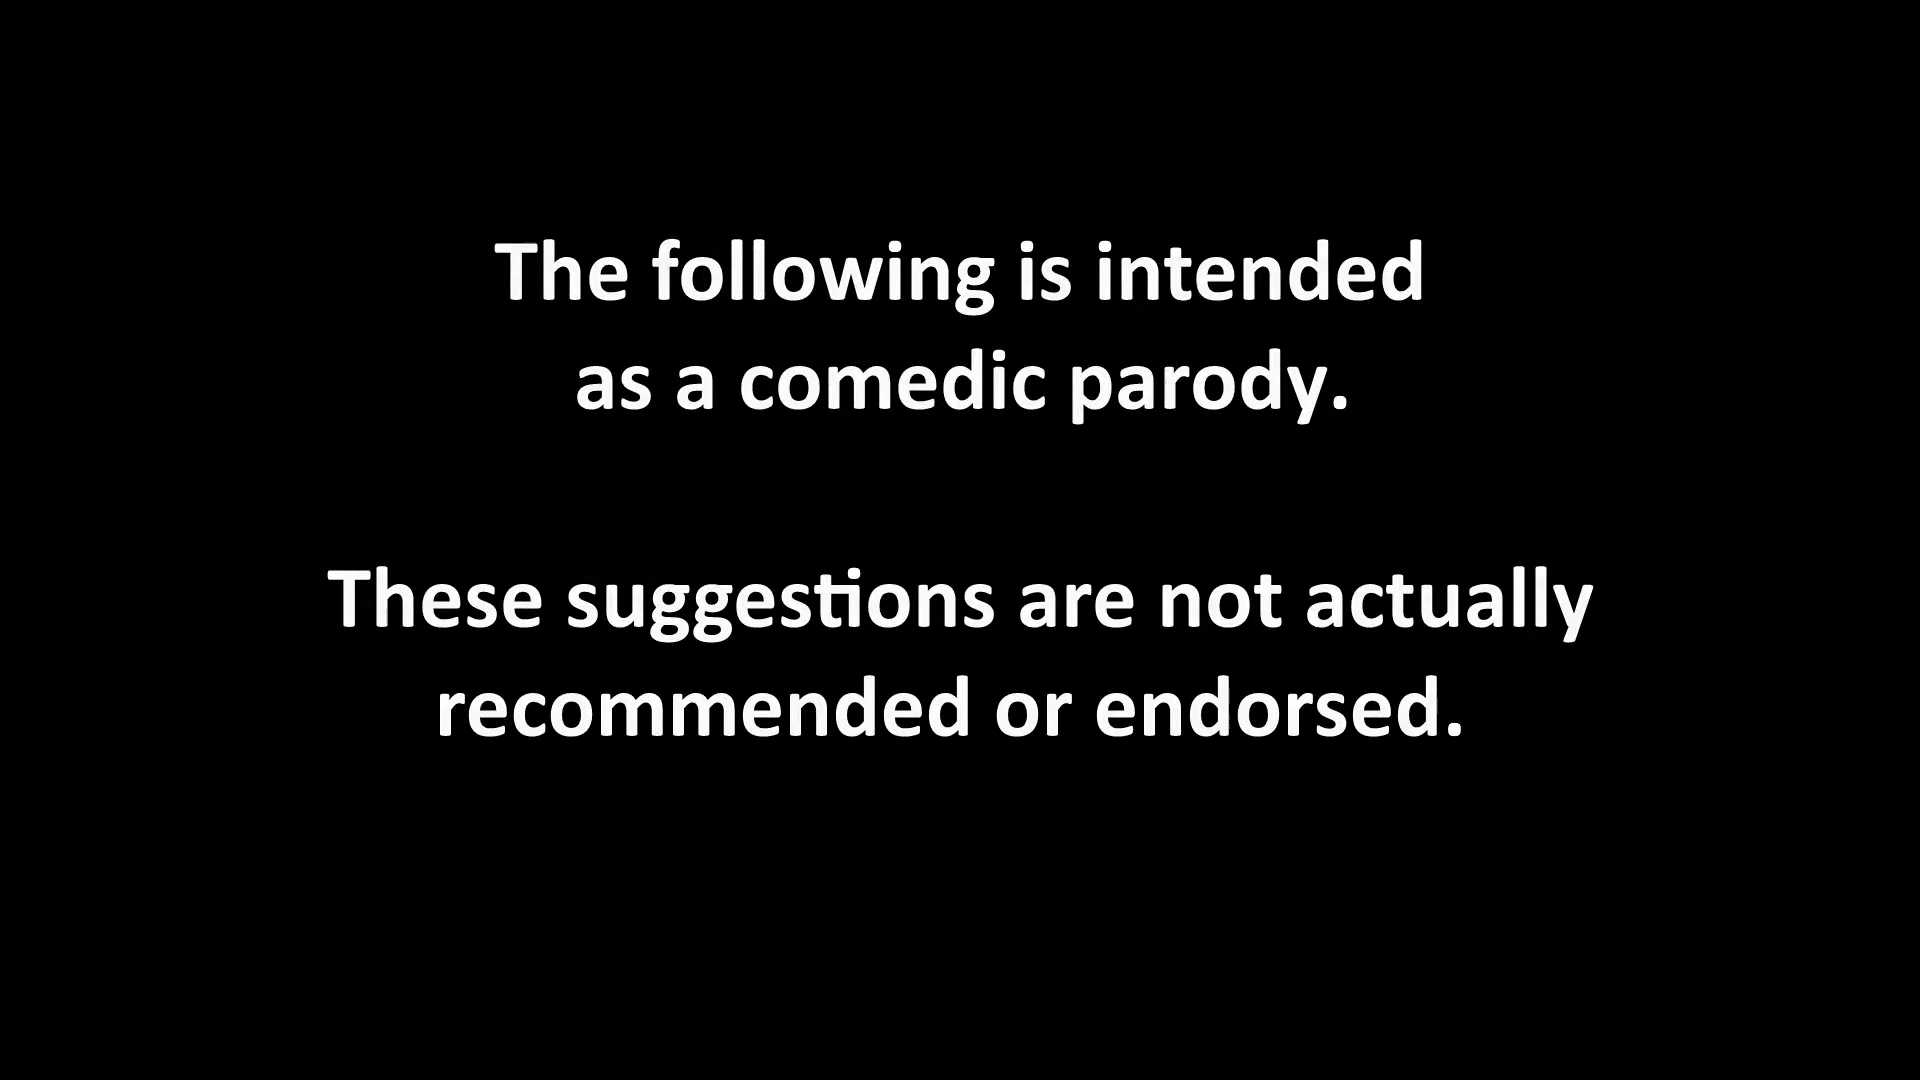 The following is intended
as a comedic parody.
These suggestions are not actually
recommended or endorsed.